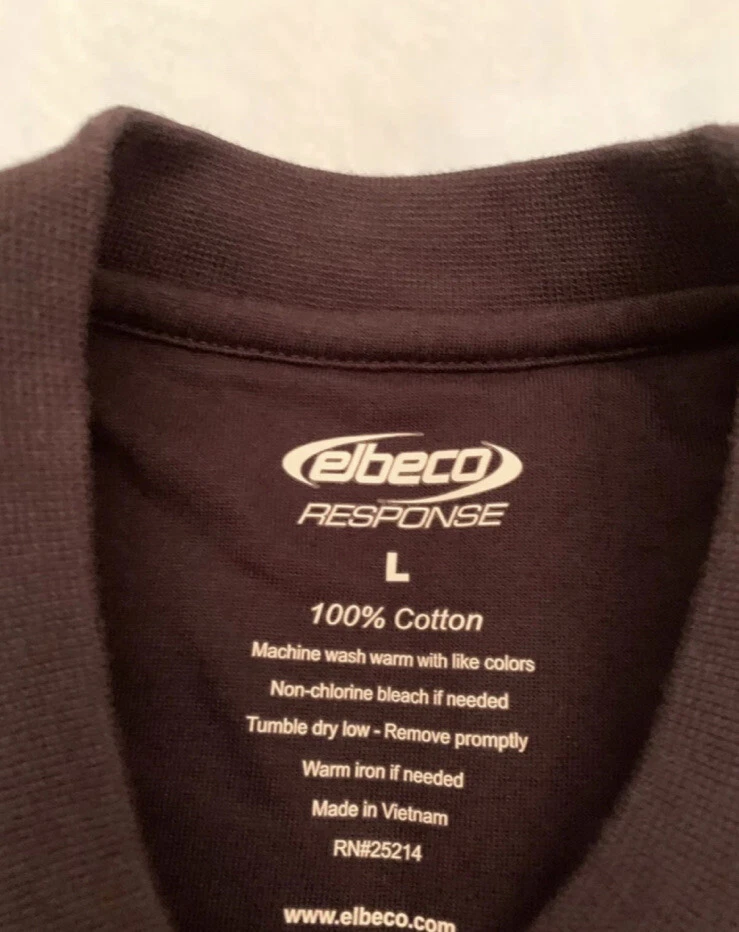 elbeco
RESPONSE
L
100% Cotton
Machine wash warm with like colors
Non-chlorine bleach if needed
Tumble dry low - Remove promptly
Warm iron if needed
Made in Vietnam
RN#25214
www.elbeco.com